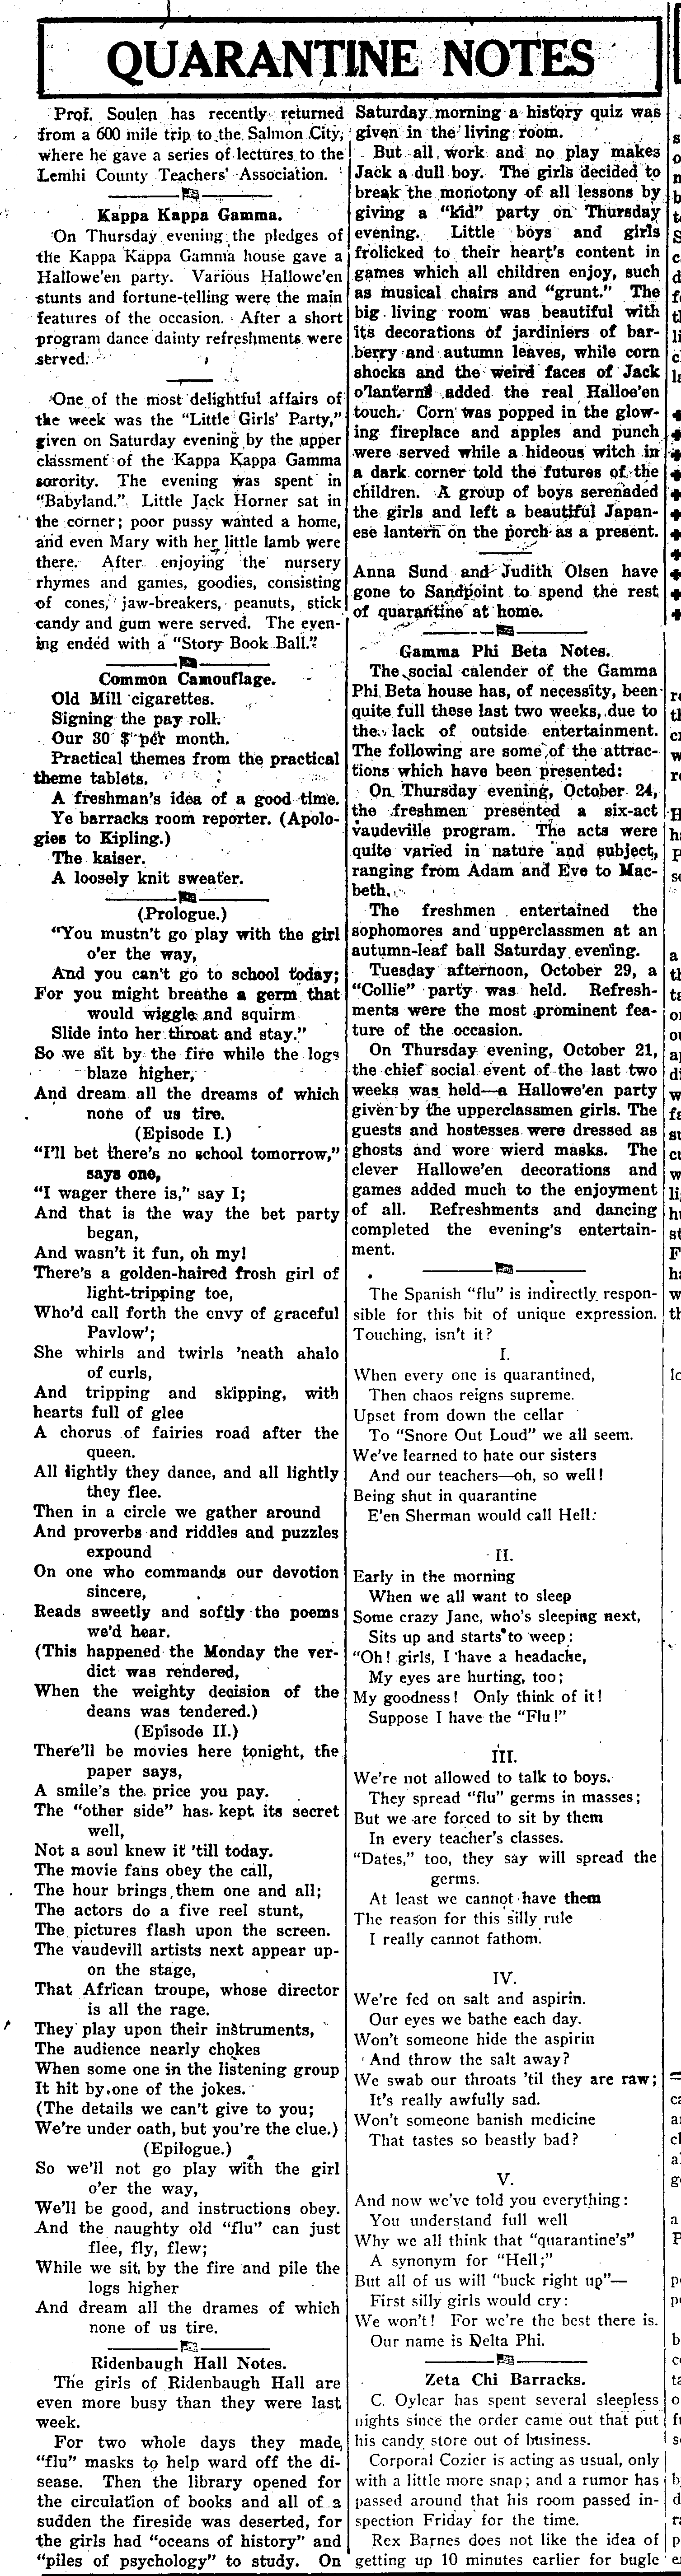 QUARANTINE NOTES
Prof. Soulen has recently returned
from a 600 mile trip to the Salmon City,
where he gave a series of lectures to the
Lemhi County Teachers' Association.
Kappa Kappa Gamma.
On Thursday evening the pledges of
the Kappa Kappa Gamma house gave a
Hallowe'en party. Various Hallowe'en
stunts and fortune-telling were the main
features of the occasion. After a short
program dance dainty refreshments were
served.
One of the most delightful affairs of
the week was the "Little Girls' Party,"
given on Saturday evening by the upper
classment of the Kappa Kappa Gamma
sorority. The evening was spent in
"Babyland." Little Jack Horner sat in
the corner; poor pussy wanted a home,
and even Mary with her little lamb were
there. After enjoying the nursery
rhymes and games, goodies, consisting
of cones, jaw-breakers, peanuts, stick
candy and gum were served. The even-
ing ended with a "Story Book Ball."
Common Camouflage.
Old Mill cigarettes.
Signing the pay roll.
Our 30 $ per month.
Practical themes from the practical
theme tablets.
A freshman's idea of a good time.
Ye barracks room reporter. (Apolo-
gies to Kipling.)
The kaiser.
A loosely knit sweater.
(Prologue.)
"You mustn't go play with the girl
o'er the way,
And you can't go to school today;
For you might breathe a germ that
would wiggle and squirm
Slide into her throat and stay."
So we sit by the fire while the logs
blaze higher,
And dream all the dreams of which
none of us tire.
(Episode I.)
"I'll bet there's no school tomorrow,"
says one,
"I wager there is," say I;
And that is the way the bet party
began,
And wasn't it fun, oh my!
There's a golden-haired frosh girl of
light-tripping toe,
Who'd call forth the envy of graceful
Pavlow';
She whirls and twirls 'neath ahalo
of curls,
And tripping and skipping, with
hearts full of glee
A chorus of fairies road after the
queen.
All lightly they dance, and all lightly
they flee.
Then in a circle we gather around
And proverbs and riddles and puzzles
expound
On one who commands our devotion
sincere,
Reads sweetly and softly the poems
we'd hear.
(This happened the Monday the ver-
dict was rendered,
When the weighty decision of the
deans was tendered.)
(Episode II.)
There'll be movies here tonight, the
paper says,
A smile's the price you pay.
The "other side" has kept its secret
well,
Not a soul knew it 'till today.
The movie fans obey the call,
The hour brings them one and all;
The actors do a five reel stunt,
The pictures flash upon the screen.
The vaudevill artists next appear up-
on the stage,
That African troupe, whose director
is all the rage.
They play upon their instruments,
The audience nearly chokes
When some one in the listening group
It hit by one of the jokes.
(The details we can't give to you;
We're under oath, but you're the clue.)
(Epilogue.)
So we'll not go play with the girl
o'er the way,
We'll be good, and instructions obey.
And the naughty old "flu" can just
flee, fly, flew;
While we sit by the fire and pile the
logs higher
And dream all the drames of which
none of us tire.
Ridenbaugh Hall Notes.
The girls of Ridenbaugh Hall are
even more busy than they were last
week.
For two whole days they made
"flu" masks to help ward off the di-
sease. Then the library opened for
the circulation of books and all of a
sudden the fireside was deserted, for
the girls had "oceans of history" and
"piles of psychology" to study. On
Saturday morning a history quiz was
given in the living room.
But all work and no play makes
Jack a dull boy. The girls decided to
break the monotony of all lessons by
giving a "kid" party on Thursday
evening. Little boys and girls
frolicked to their heart's content in
games which all children enjoy, such
as musical chairs and "grunt." The
big living room was beautiful with
its decorations of jardiniers of bar-
berry and autumn leaves, while corn
shocks and the weird faces of Jack
o'lanterns added the real Halloe'en
touch. Corn was popped in the glow-
ing fireplace and apples and punch
were served while a hideous witch in
a dark corner told the futures of the
children. A group of boys serenaded
the girls and left a beautiful Japan-
ese lantern on the porch as a present.
Anna Sund and Judith Olsen have
gone to Sandpoint to spend the rest
of quarantine at home.
Gamma Phi Beta Notes.
The social calender of the Gamma
Phi Beta house has, of necessity, been
quite full these last two weeks, due to
the lack of outside entertainment.
The following are some of the attrac-
tions which have been presented:
On Thursday evening, October 24,
the freshmen presented a six-act
vaudeville program. The acts were
quite varied in nature and subject,
ranging from Adam and Eve to Mac-
beth.
The freshmen entertained the
sophomores and upperclassmen at an
autumn-leaf ball Saturday evening.
Tuesday afternoon, October 29, a
"Collie" party was held. Refresh-
ments were the most prominent fea-
ture of the occasion.
On Thursday evening, October 21,
the chief social event of the last two
weeks was held—a Hallowe'en party
given by the upperclassmen girls. The
guests and hostesses were dressed as
ghosts and wore wierd masks. The
clever Hallowe'en decorations and
games added much to the enjoyment
of all. Refreshments and dancing
completed the evening's entertain-
ment.
The Spanish "flu" is indirectly respon-
sible for this bit of unique expression.
Touching, isn't it?
I.
When every one is quarantined,
Then chaos reigns supreme.
Upset from down the cellar
To "Snore Out Loud" we all seem.
We've learned to hate our sisters
And our teachers—oh, so well!
Being shut in quarantine
E'en Sherman would call Hell.
II.
Early in the morning
When we all want to sleep
Some crazy Jane, who's sleeping next,
Sits up and starts to weep:
"Oh! girls, I have a headache,
My eyes are hurting, too;
My goodness! Only think of it!
Suppose I have the "Flu!"
III.
We're not allowed to talk to boys.
They spread "flu" germs in masses;
But we are forced to sit by them
In every teacher's classes.
"Dates," too, they say will spread the
germs.
At least we cannot have them
The reason for this silly rule
I really cannot fathom.
IV.
We're fed on salt and aspirin.
Our eyes we bathe each day.
Won't someone hide the aspirin
And throw the salt away?
We swab our throats 'til they are raw;
It's really awfully sad.
Won't someone banish medicine
That tastes so beastly bad?
V.
And now we've told you everything:
You understand full well
Why we all think that "quarantine's"
A synonym for "Hell;"
But all of us will "buck right up"—
First silly girls would cry:
We won't! For we're the best there is.
Our name is Delta Phi.
Zeta Chi Barracks.
C. Oylear has spent several sleepless
nights since the order came out that put
his candy store out of business.
Corporal Cozier is acting as usual, only
with a little more snap; and a rumor has
passed around that his room passed in-
spection Friday for the time.
Rex Barnes does not like the idea of
getting up 10 minutes earlier for bugle